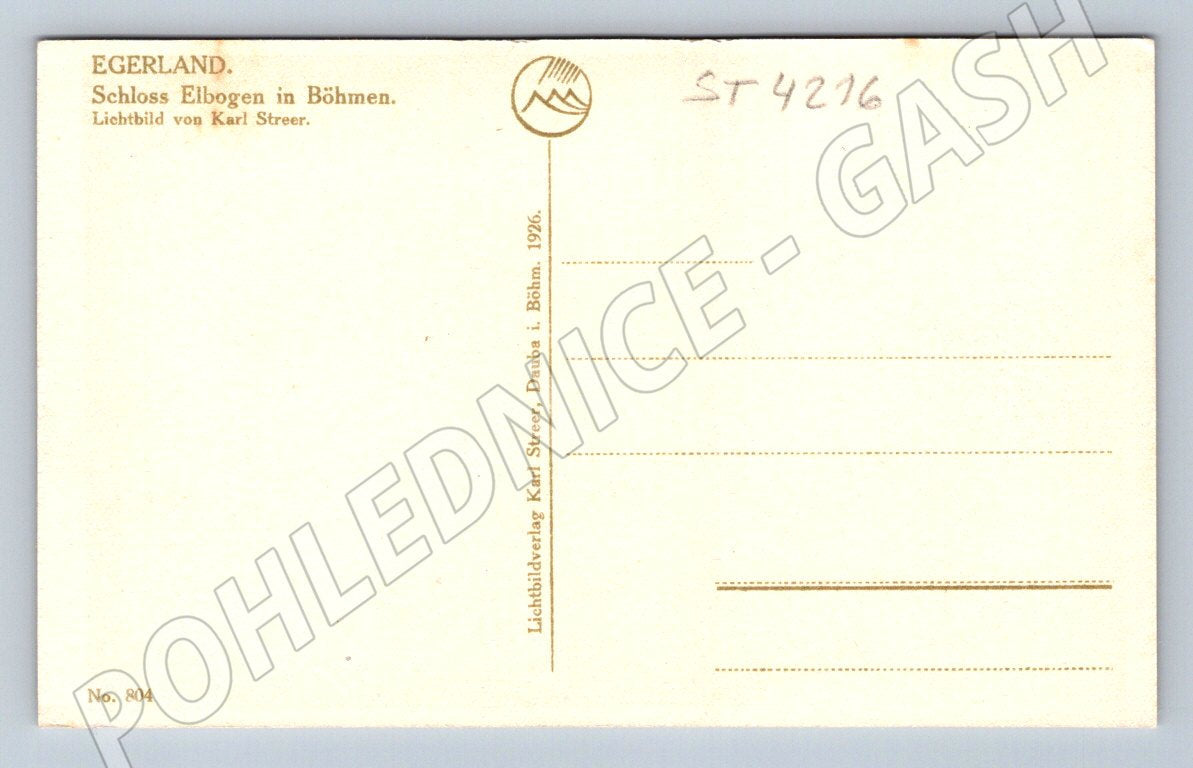 EGERLAND.
Schloss Elbogen in Böhmen.
Lichtbild von Karl Streer.
ST 4216
Lichtbildverlag Karl Streer, Dauba i. Böhm. 1926.
No. 804
POHLEDNICE - GASH